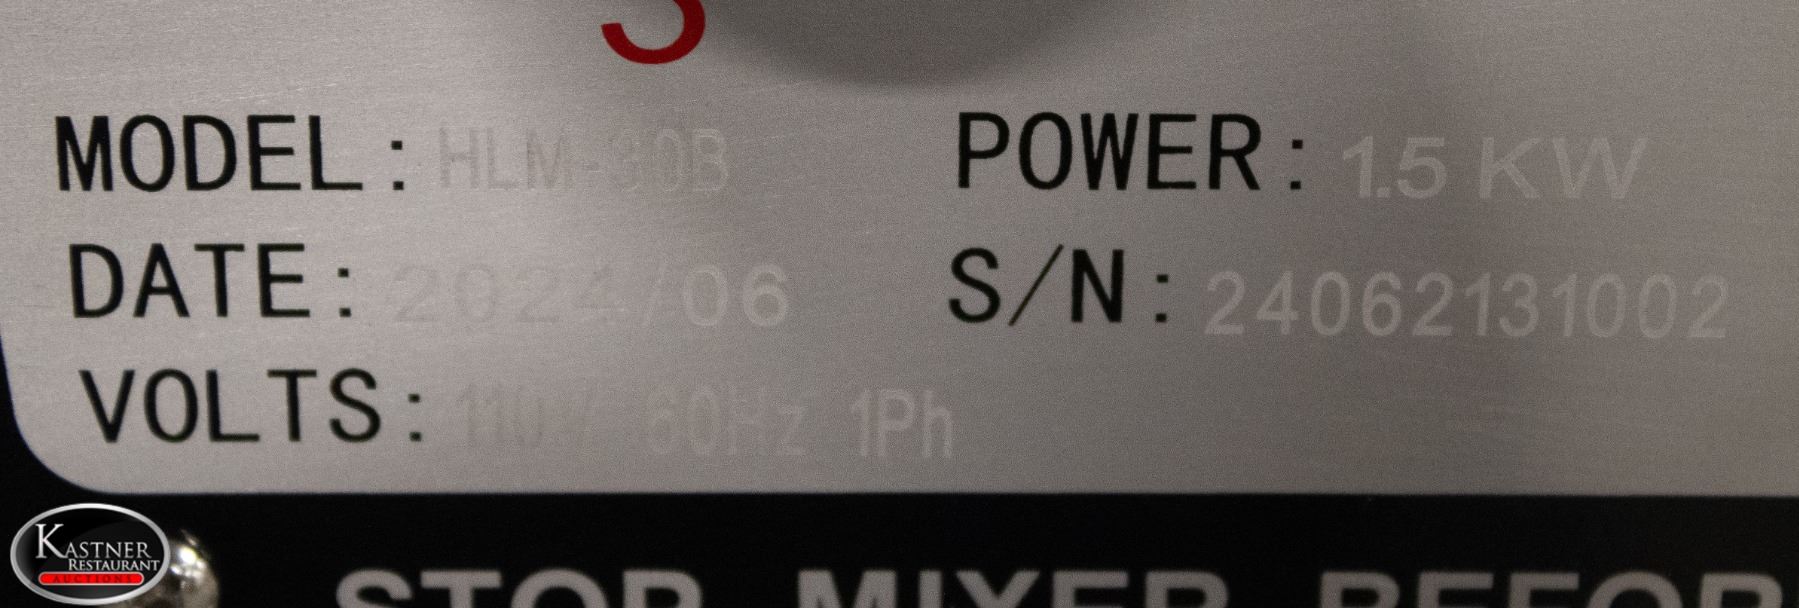 MODEL: HLM-30B POWER: 1.5 KW
DATE: 2024/06 S/N: 24062131002
VOLTS: 110V 60Hz 1Ph
KASTNER
RESTAURANT
AUCTIONS
STOP MIXER